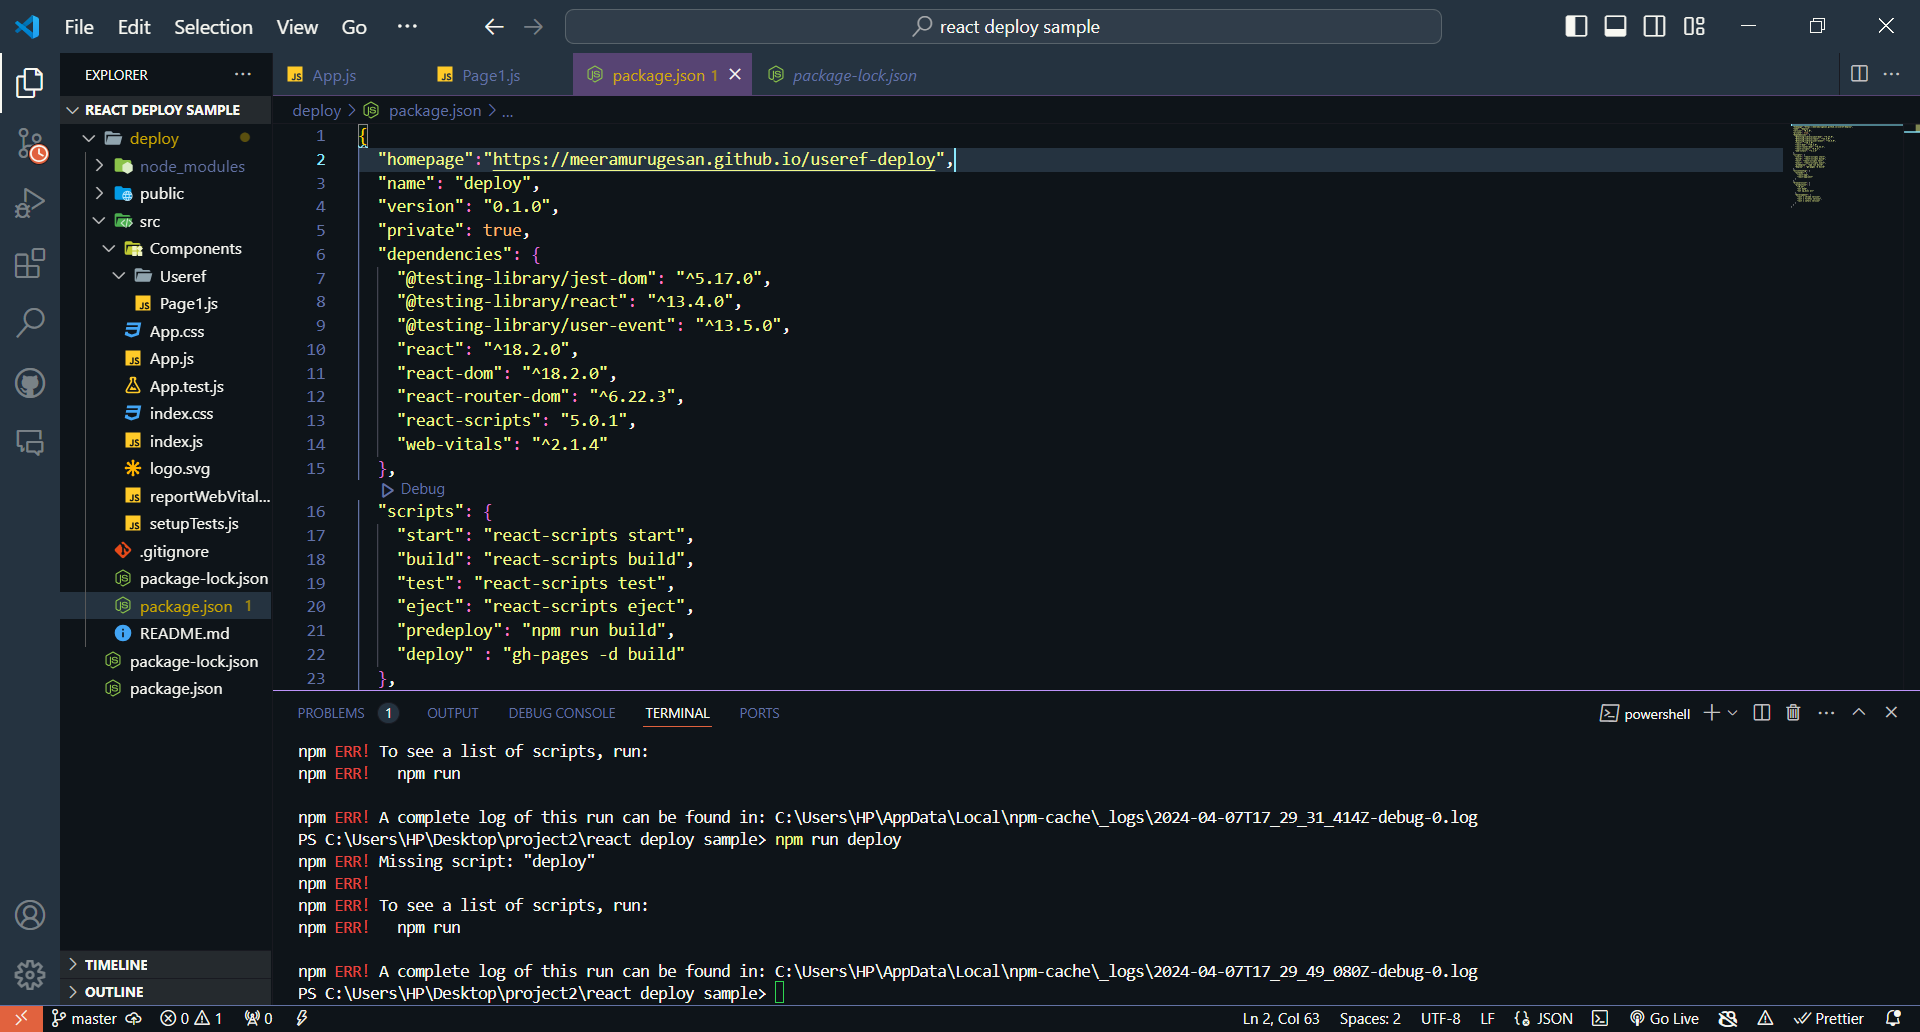 File Edit Selection View Go ··· react deploy sample
EXPLORER ···
REACT DEPLOY SAMPLE
deploy
node_modules
public
src
Components
Useref
JS Page1.js
App.css
JS App.js
App.test.js
index.css
JS index.js
logo.svg
JS reportWebVital...
JS setupTests.js
.gitignore
package-lock.json
package.json 1
README.md
package-lock.json
package.json
TIMELINE
OUTLINE
JS App.js JS Page1.js package.json 1 package-lock.json
deploy > package.json > ...
1 {
2 "homepage":"https://meeramurugesan.github.io/useref-deploy",
3 "name": "deploy",
4 "version": "0.1.0",
5 "private": true,
6 "dependencies": {
7 "@testing-library/jest-dom": "^5.17.0",
8 "@testing-library/react": "^13.4.0",
9 "@testing-library/user-event": "^13.5.0",
10 "react": "^18.2.0",
11 "react-dom": "^18.2.0",
12 "react-router-dom": "^6.22.3",
13 "react-scripts": "5.0.1",
14 "web-vitals": "^2.1.4"
15 },
Debug
16 "scripts": {
17 "start": "react-scripts start",
18 "build": "react-scripts build",
19 "test": "react-scripts test",
20 "eject": "react-scripts eject",
21 "predeploy": "npm run build",
22 "deploy" : "gh-pages -d build"
23 },
PROBLEMS 1 OUTPUT DEBUG CONSOLE TERMINAL PORTS powershell
npm ERR! To see a list of scripts, run:
npm ERR!   npm run
npm ERR! A complete log of this run can be found in: C:\Users\HP\AppData\Local\npm-cache\_logs\2024-04-07T17_29_31_414Z-debug-0.log
PS C:\Users\HP\Desktop\project2\react deploy sample> npm run deploy
npm ERR! Missing script: "deploy"
npm ERR!
npm ERR! To see a list of scripts, run:
npm ERR!   npm run
npm ERR! A complete log of this run can be found in: C:\Users\HP\AppData\Local\npm-cache\_logs\2024-04-07T17_29_49_080Z-debug-0.log
PS C:\Users\HP\Desktop\project2\react deploy sample>
master 0 1 0 Ln 2, Col 63 Spaces: 2 UTF-8 LF JSON Go Live Prettier